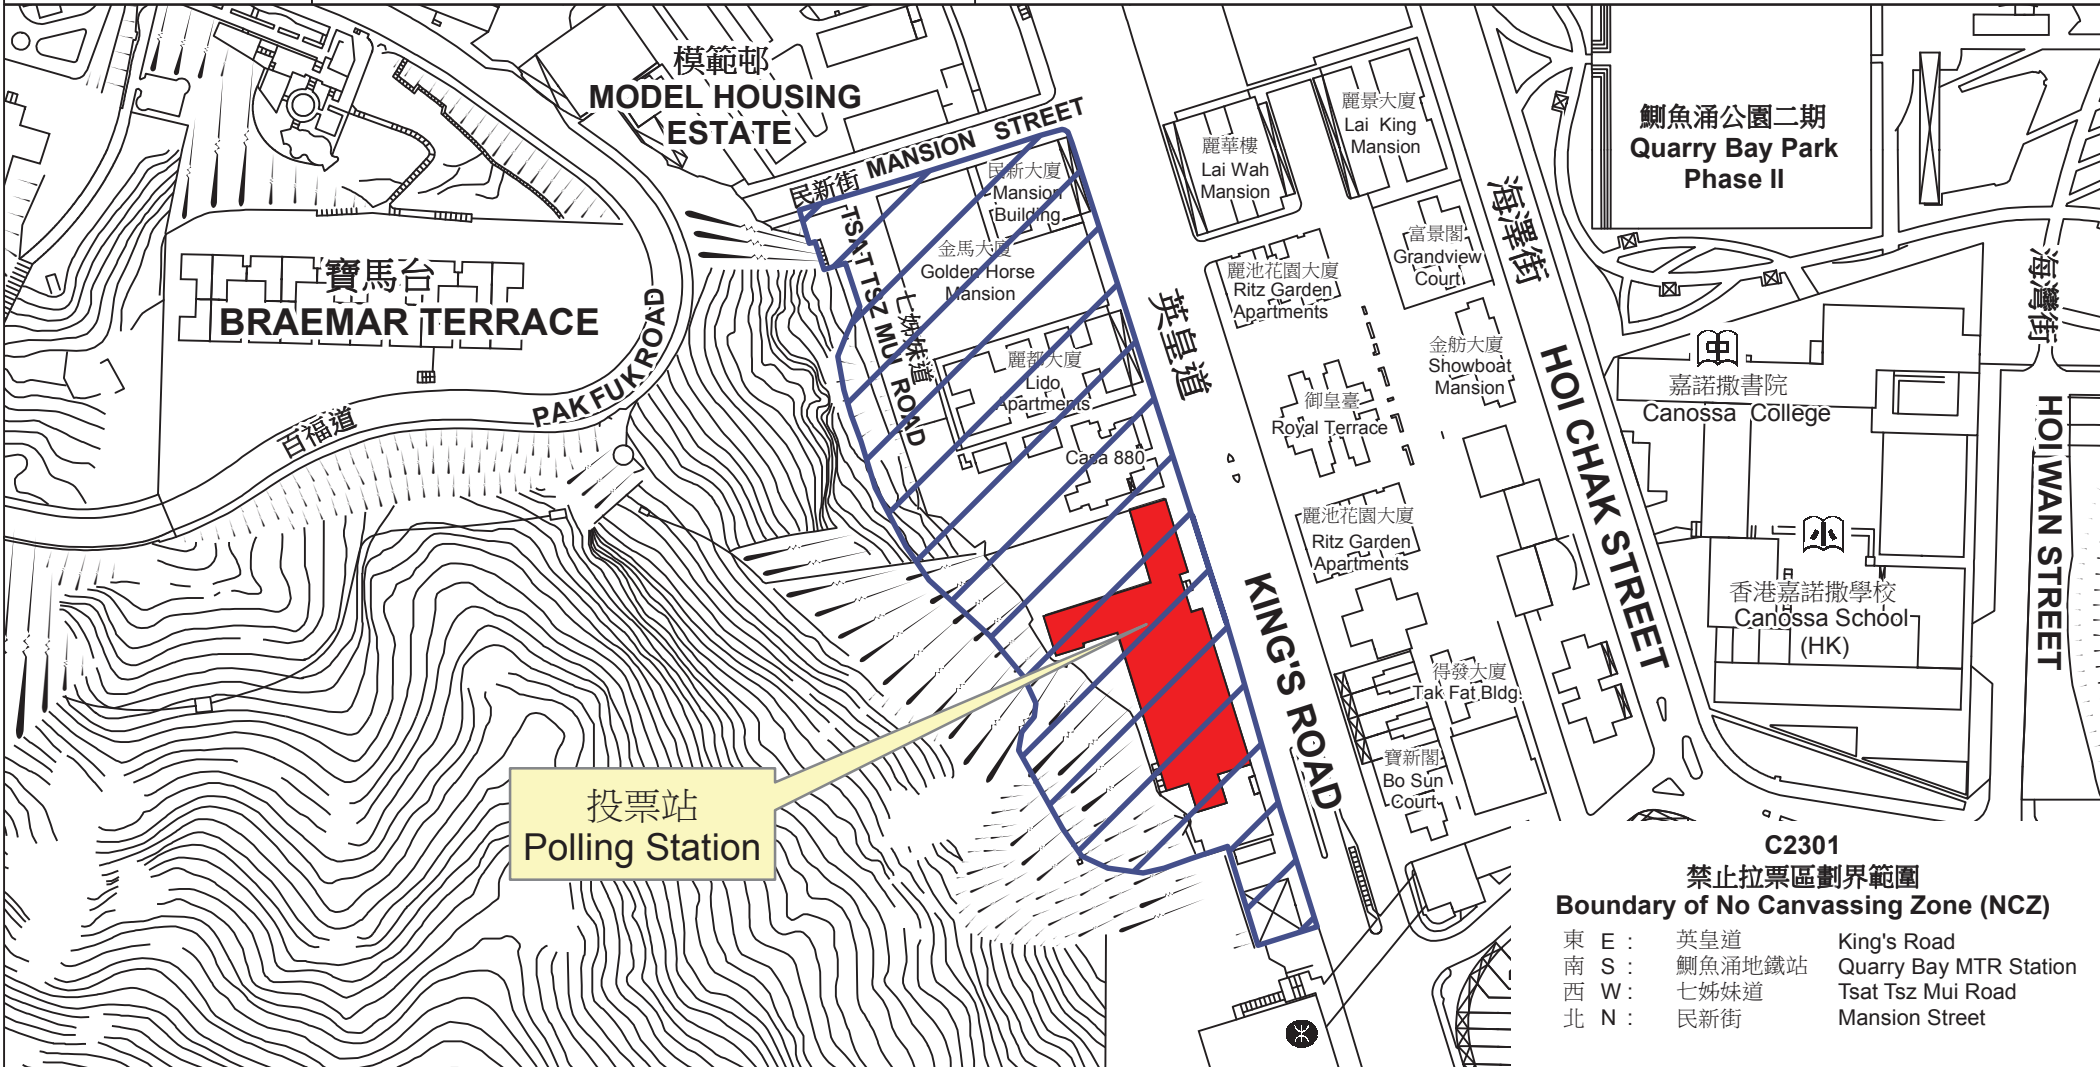 模範邨
MODEL HOUSING
ESTATE
民新街 MANSION STREET
民新大廈
Mansion
Building
金馬大廈
Golden Horse
Mansion
TSAT TSZ MUI ROAD
七姊妹道
麗都大廈
Lido
Apartments
Casa 880
寶馬台
BRAEMAR TERRACE
百福道
PAK FUK ROAD
投票站
Polling Station
英皇道
KING'S ROAD
麗華樓
Lai Wah
Mansion
麗景大廈
Lai King
Mansion
麗池花園大廈
Ritz Garden
Apartments
富景閣
Grandview
Court
金舫大廈
Showboat
Mansion
御皇臺
Royal Terrace
麗池花園大廈
Ritz Garden
Apartments
得發大廈
Tak Fat Bldg.
寶新閣
Bo Sun
Court
海澤街
HOI CHAK STREET
鰂魚涌公園二期
Quarry Bay Park
Phase II
海灣街
HOI WAN STREET
中
嘉諾撒書院
Canossa College
小
香港嘉諾撒學校
Canossa School
(HK)
C2301
禁止拉票區劃界範圍
Boundary of No Canvassing Zone (NCZ)
東 E : 英皇道 King's Road
南 S : 鰂魚涌地鐵站 Quarry Bay MTR Station
西 W : 七姊妹道 Tsat Tsz Mui Road
北 N : 民新街 Mansion Street